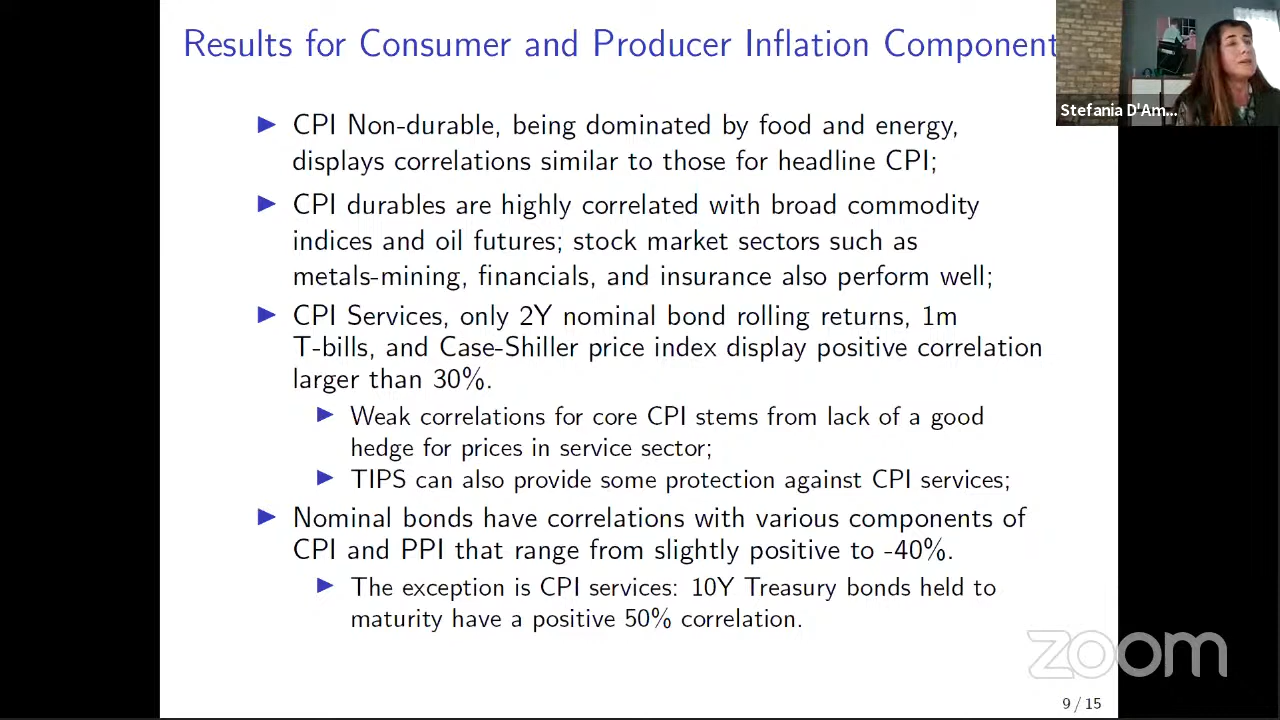 Results for Consumer and Producer Inflation Component
Stefania D'Am...
CPI Non-durable, being dominated by food and energy,
displays correlations similar to those for headline CPI;
CPI durables are highly correlated with broad commodity
indices and oil futures; stock market sectors such as
metals-mining, financials, and insurance also perform well;
CPI Services, only 2Y nominal bond rolling returns, 1m
T-bills, and Case-Shiller price index display positive correlation
larger than 30%.
Weak correlations for core CPI stems from lack of a good
hedge for prices in service sector;
TIPS can also provide some protection against CPI services;
Nominal bonds have correlations with various components of
CPI and PPI that range from slightly positive to -40%.
The exception is CPI services: 10Y Treasury bonds held to
maturity have a positive 50% correlation.
zoom
9 / 15